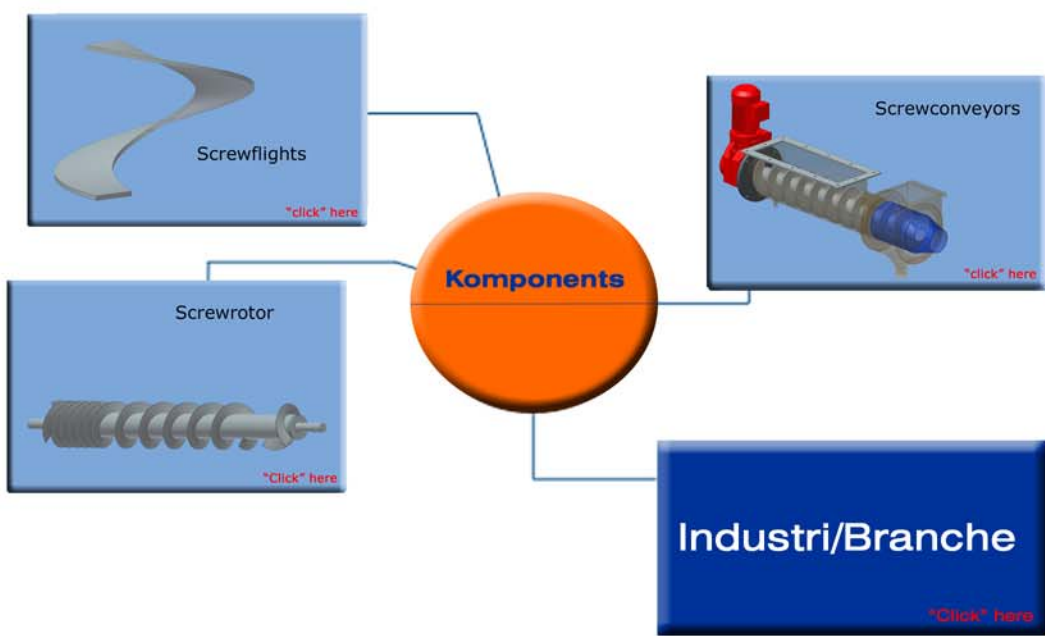 Screwflights
"click" here
Screwconveyors
"click" here
Komponents
Screwrotor
"Click" here
Industri/Branche
"Click" here